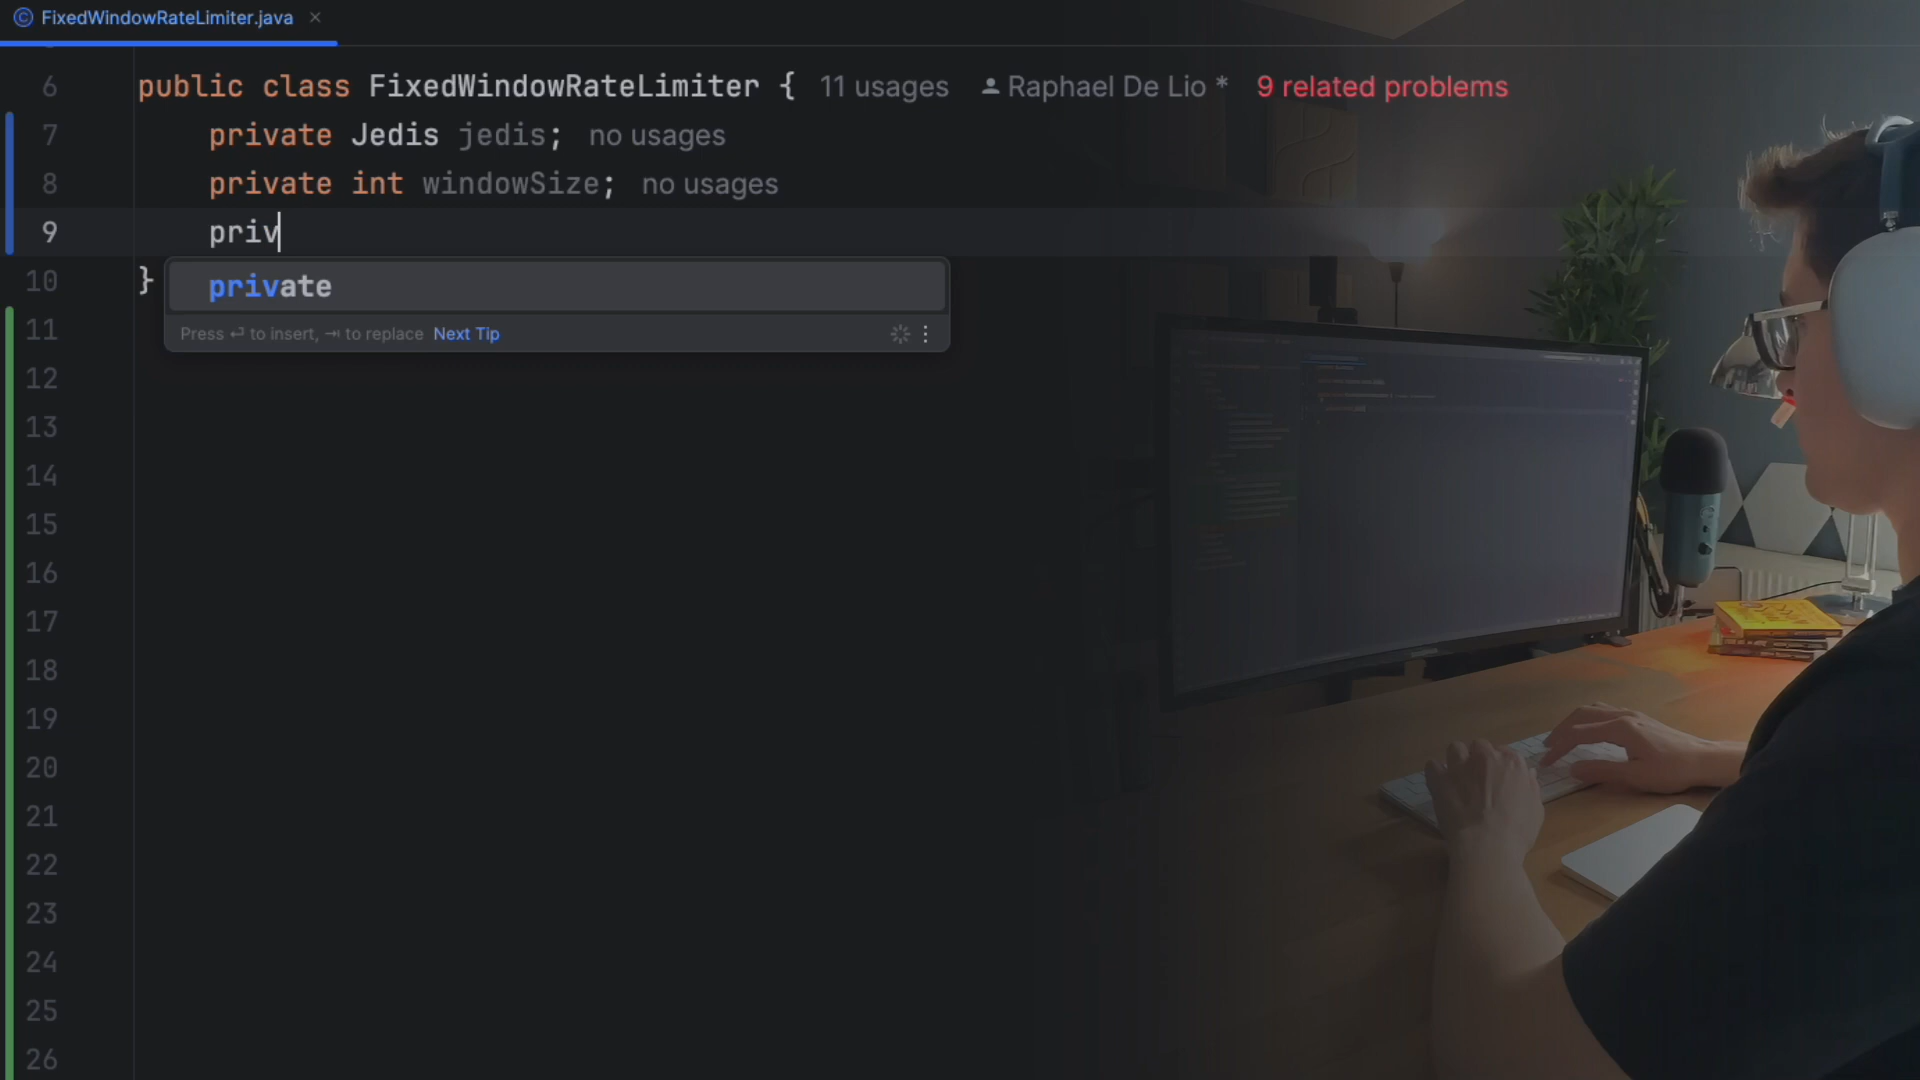 FixedWindowRateLimiter.java
6 public class FixedWindowRateLimiter { 11 usages Raphael De Lio * 9 related problems
7 private Jedis jedis; no usages
8 private int windowSize; no usages
9 priv
private
10 }
Press ⏎ to insert, ⇥ to replace Next Tip
11
12
13
14
15
16
17
18
19
20
21
22
23
24
25
26